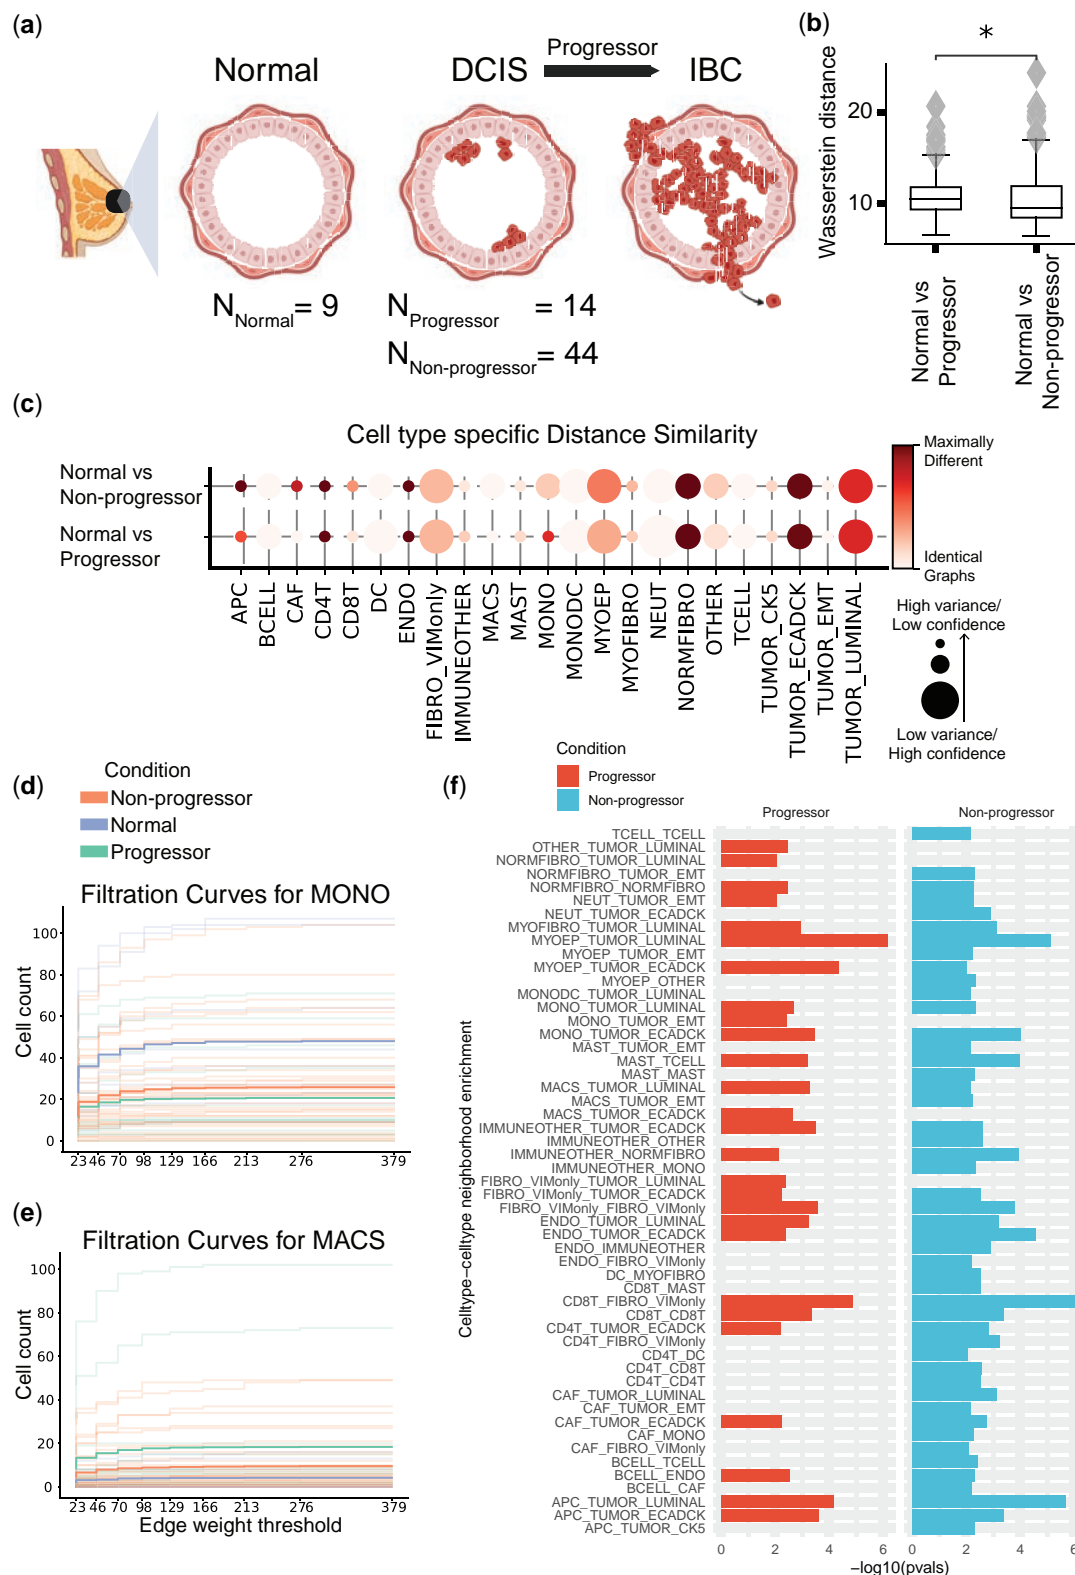 (a)
Normal
DCIS
Progressor
IBC
N Normal = 9
N Progressor = 14
N Non-progressor = 44
(b)
*
Wasserstein distance
20
10
Normal vs
Progressor
Normal vs
Non-progressor
(c)
Cell type specific Distance Similarity
Normal vs
Non-progressor
Normal vs
Progressor
APC
BCELL
CAF
CD4T
CD8T
DC
ENDO
FIBRO_VIMonly
IMMUNEOTHER
MACS
MAST
MONO
MONODC
MYOEP
MYOFIBRO
NEUT
NORMFIBRO
OTHER
TCELL
TUMOR_CK5
TUMOR_ECADCK
TUMOR_EMT
TUMOR_LUMINAL
Maximally
Different
Identical
Graphs
High variance/
Low confidence
Low variance/
High confidence
(d)
Condition
Non-progressor
Normal
Progressor
Filtration Curves for MONO
Cell count
100
80
60
40
20
0
23 46 70 98 129 166 213 276 379
(e)
Filtration Curves for MACS
Cell count
100
80
60
40
20
0
23 46 70 98 129 166 213 276 379
Edge weight threshold
(f)
Condition
Progressor
Non-progressor
Progressor
Non-progressor
Celltype-celltype neighborhood enrichment
TCELL_TCELL
OTHER_TUMOR_LUMINAL
NORMFIBRO_TUMOR_LUMINAL
NORMFIBRO_TUMOR_EMT
NORMFIBRO_NORMFIBRO
NEUT_TUMOR_EMT
NEUT_TUMOR_ECADCK
MYOFIBRO_TUMOR_LUMINAL
MYOEP_TUMOR_LUMINAL
MYOEP_TUMOR_EMT
MYOEP_TUMOR_ECADCK
MYOEP_OTHER
MONODC_TUMOR_LUMINAL
MONO_TUMOR_LUMINAL
MONO_TUMOR_EMT
MONO_TUMOR_ECADCK
MAST_TUMOR_EMT
MAST_TCELL
MAST_MAST
MACS_TUMOR_LUMINAL
MACS_TUMOR_EMT
MACS_TUMOR_ECADCK
IMMUNEOTHER_TUMOR_ECADCK
IMMUNEOTHER_OTHER
IMMUNEOTHER_NORMFIBRO
IMMUNEOTHER_MONO
FIBRO_VIMonly_TUMOR_LUMINAL
FIBRO_VIMonly_TUMOR_ECADCK
FIBRO_VIMonly_FIBRO_VIMonly
ENDO_TUMOR_LUMINAL
ENDO_TUMOR_ECADCK
ENDO_IMMUNEOTHER
ENDO_FIBRO_VIMonly
DC_MYOFIBRO
CD8T_MAST
CD8T_FIBRO_VIMonly
CD8T_CD8T
CD4T_TUMOR_ECADCK
CD4T_FIBRO_VIMonly
CD4T_DC
CD4T_CD8T
CD4T_CD4T
CAF_TUMOR_LUMINAL
CAF_TUMOR_EMT
CAF_TUMOR_ECADCK
CAF_MONO
CAF_FIBRO_VIMonly
BCELL_TCELL
BCELL_ENDO
BCELL_CAF
APC_TUMOR_LUMINAL
APC_TUMOR_ECADCK
APC_TUMOR_CK5
0 2 4 6 0 2 4 6
−log10(pvals)